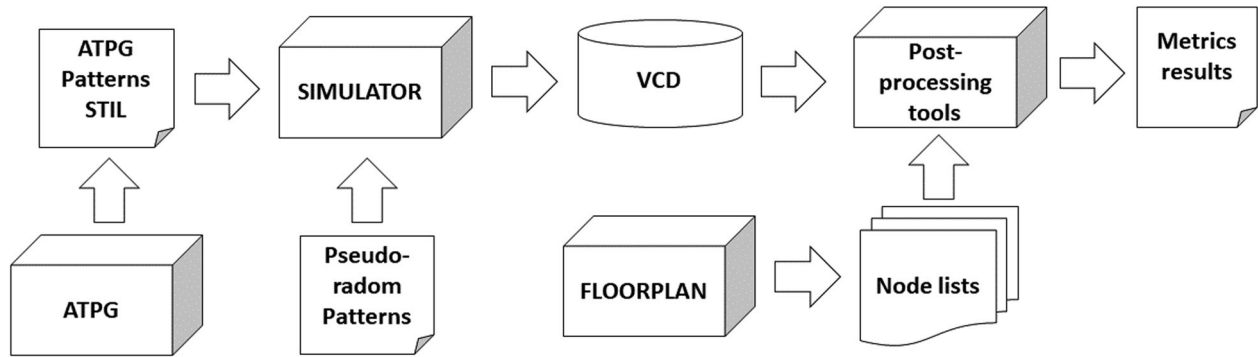 ATPG
Patterns
STIL
SIMULATOR
VCD
Post-
processing
tools
Metrics
results
ATPG
Pseudo-
radom
Patterns
FLOORPLAN
Node lists